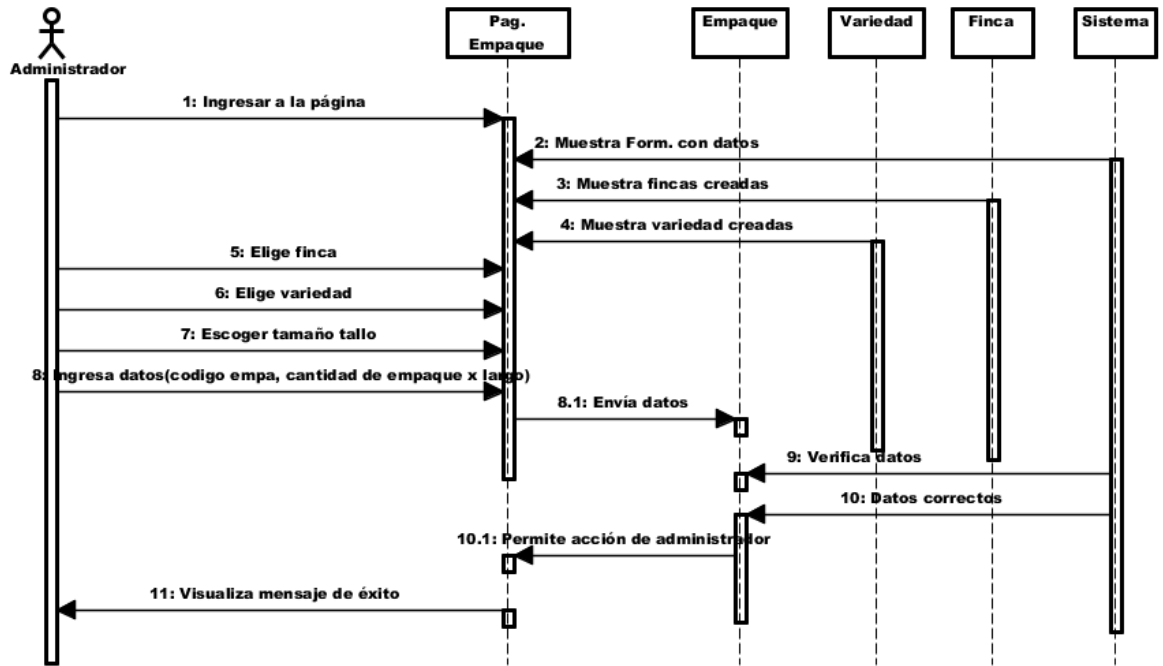 Pag.
Empaque
Empaque
Variedad
Finca
Sistema
Administrador
1: Ingresar a la página
2: Muestra Form. con datos
3: Muestra fincas creadas
4: Muestra variedad creadas
5: Elige finca
6: Elige variedad
7: Escoger tamaño tallo
8: Ingresa datos(codigo empa, cantidad de empaque x largo)
8.1: Envía datos
9: Verifica datos
10: Datos correctos
10.1: Permite acción de administrador
11: Visualiza mensaje de éxito